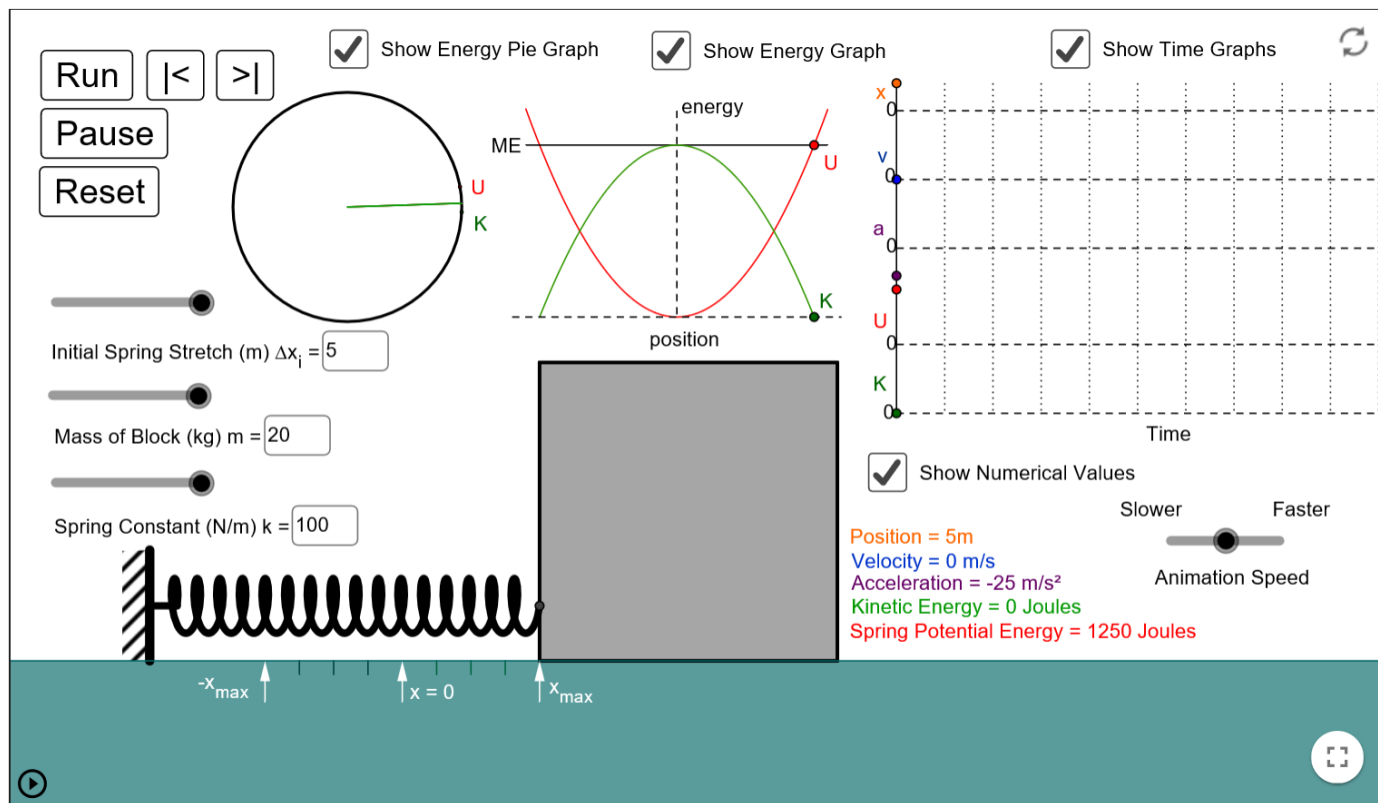 Show Energy Pie Graph
Show Energy Graph
Show Time Graphs
Run |< >|
Pause
Reset
U
K
energy
ME
U
K
position
x
0
v
0
a
0
U
0
K
0
Time
Initial Spring Stretch (m) Δxᵢ = 5
Mass of Block (kg) m = 20
Spring Constant (N/m) k = 100
Show Numerical Values
Slower Faster
Animation Speed
Position = 5m
Velocity = 0 m/s
Acceleration = -25 m/s²
Kinetic Energy = 0 Joules
Spring Potential Energy = 1250 Joules
-xmax
x = 0
xmax